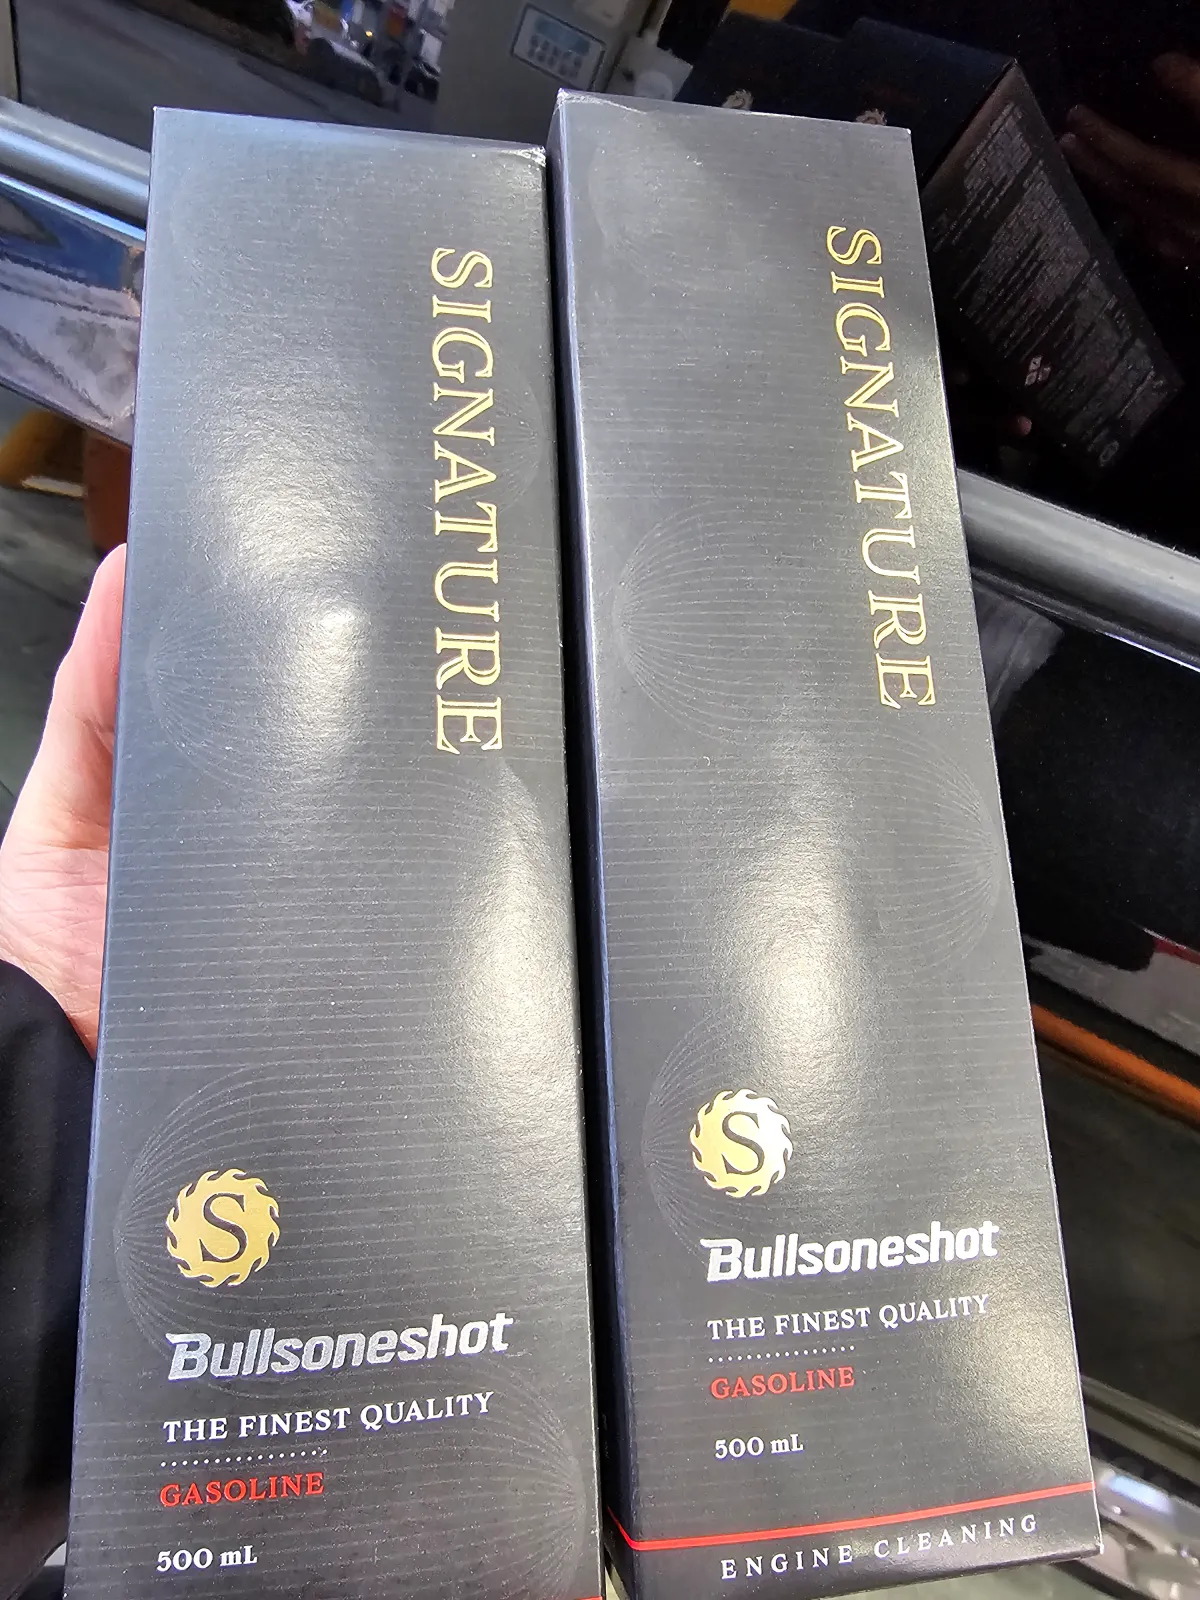 SIGNATURE
S
Bullsoneshot
THE FINEST QUALITY
GASOLINE
500 mL
SIGNATURE
S
Bullsoneshot
THE FINEST QUALITY
GASOLINE
500 mL
ENGINE CLEANING